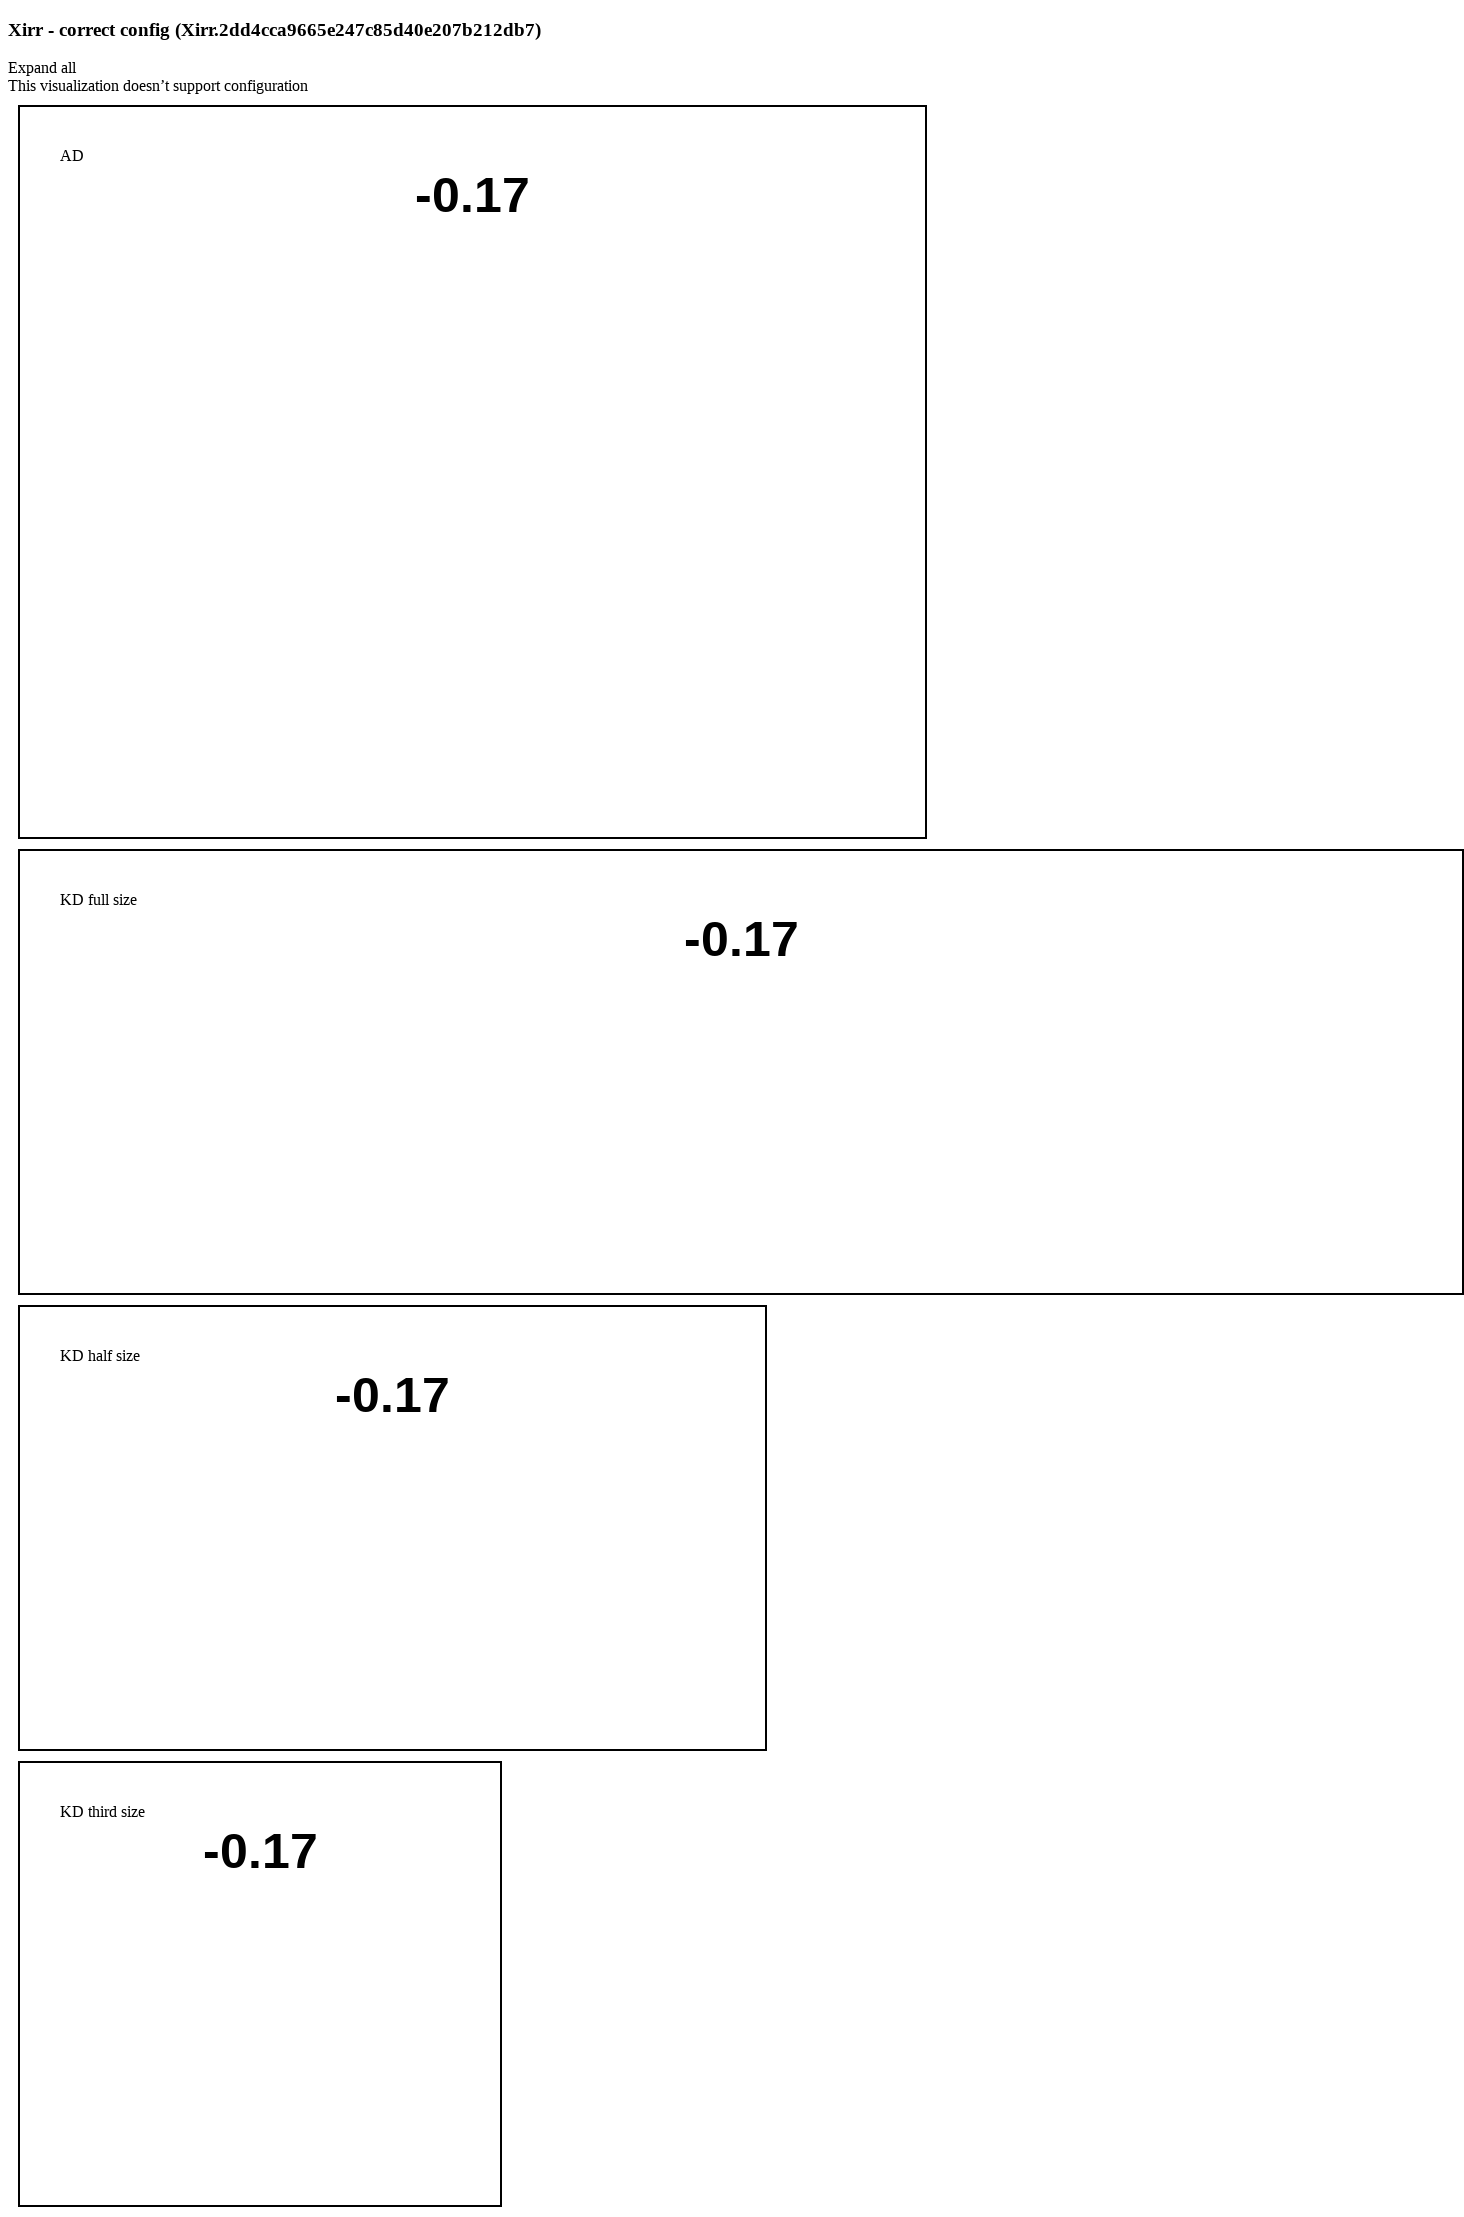 Xirr - correct config (Xirr.2dd4cca9665e247c85d40e207b212db7)
Expand all
This visualization doesn’t support configuration
AD
-0.17
KD full size
-0.17
KD half size
-0.17
KD third size
-0.17